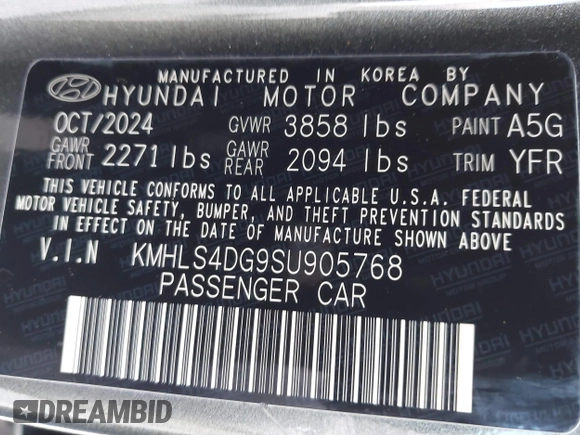 MANUFACTURED IN KOREA BY
HYUNDAI MOTOR COMPANY
OCT/2024 GVWR 3858 lbs PAINT A5G
GAWR FRONT 2271 lbs GAWR REAR 2094 lbs TRIM YFR
THIS VEHICLE CONFORMS TO ALL APPLICABLE U.S.A. FEDERAL
MOTOR VEHICLE SAFETY, BUMPER, AND THEFT PREVENTION STANDARDS
IN EFFECT ON THE DATE OF MANUFACTURE SHOWN ABOVE
V.I.N KMHLS4DG9SU905768
PASSENGER CAR
HYUNDAI
DREAMBID